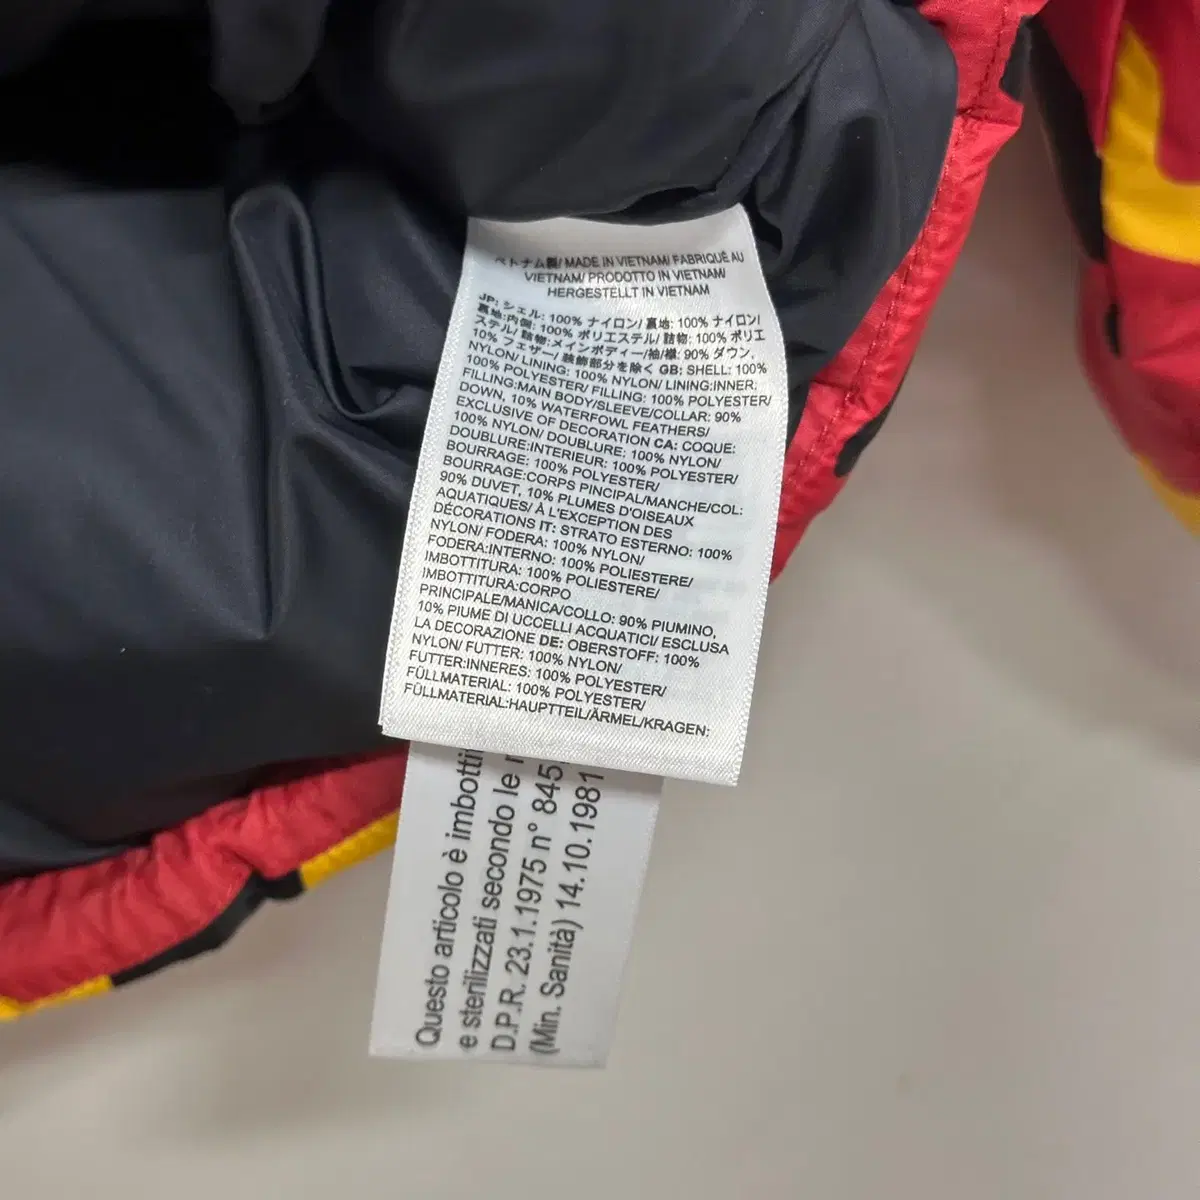 ベトナム製/ MADE IN VIETNAM/ FABRIQUÉ AU
VIETNAM/ PRODOTTO IN VIETNAM/
HERGESTELLT IN VIETNAM
JP: シェル: 100% ナイロン/ 裏地: 100% ナイロン/
裏地:内側: 100% ポリエステル/ 詰物: 100% ポリエ
ステル/ 詰物:メインボディー/袖/襟: 90% ダウン,
10% フェザー/ 装飾部分を除く GB: SHELL: 100%
NYLON/ LINING: 100% NYLON/ LINING:INNER:
100% POLYESTER/ FILLING: 100% POLYESTER/
FILLING:MAIN BODY/SLEEVE/COLLAR: 90%
DOWN, 10% WATERFOWL FEATHERS/
EXCLUSIVE OF DECORATION CA: COQUE:
100% NYLON/ DOUBLURE: 100% NYLON/
DOUBLURE:INTERIEUR: 100% POLYESTER/
BOURRAGE: 100% POLYESTER/
BOURRAGE:CORPS PINCIPAL/MANCHE/COL:
90% DUVET, 10% PLUMES D'OISEAUX
AQUATIQUES/ À L'EXCEPTION DES
DÉCORATIONS IT: STRATO ESTERNO: 100%
NYLON/ FODERA: 100% NYLON/
FODERA:INTERNO: 100% POLIESTERE/
IMBOTTITURA: 100% POLIESTERE/
IMBOTTITURA:CORPO
PRINCIPALE/MANICA/COLLO: 90% PIUMINO,
10% PIUME DI UCCELLI ACQUATICI/ ESCLUSA
LA DECORAZIONE DE: OBERSTOFF: 100%
NYLON/ FUTTER: 100% NYLON/
FUTTER:INNERES: 100% POLYESTER/
FÜLLMATERIAL: 100% POLYESTER/
FÜLLMATERIAL:HAUPTTEIL/ÄRMEL/KRAGEN:
Questo articolo è imbotti
e sterilizzati secondo le
D.P.R. 23.1.1975 n° 845
(Min. Sanità) 14.10.1981